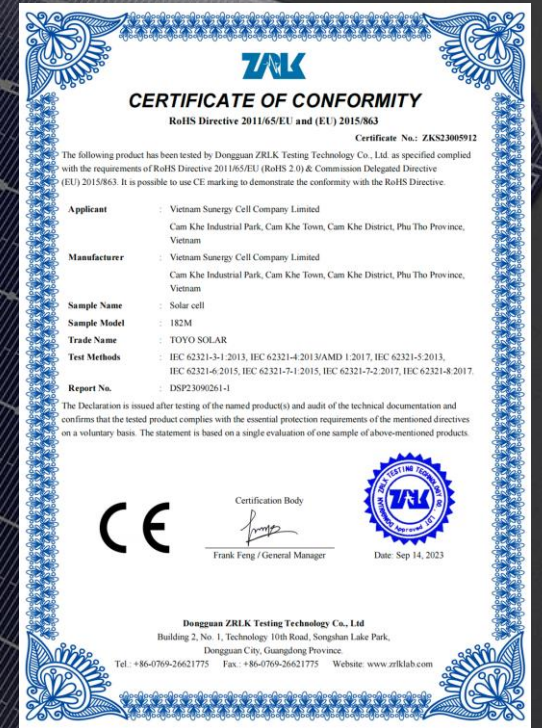 ZRLK
CERTIFICATE OF CONFORMITY
RoHS Directive 2011/65/EU and (EU) 2015/863
Certificate No.: ZKS23005912
The following product has been tested by Dongguan ZRLK Testing Technology Co., Ltd. as specified complied
with the requirements of RoHS Directive 2011/65/EU (RoHS 2.0) & Commission Delegated Directive
(EU) 2015/863. It is possible to use CE marking to demonstrate the conformity with the RoHS Directive.
Applicant : Vietnam Sunergy Cell Company Limited
Cam Khe Industrial Park, Cam Khe Town, Cam Khe District, Phu Tho Province,
Vietnam
Manufacturer : Vietnam Sunergy Cell Company Limited
Cam Khe Industrial Park, Cam Khe Town, Cam Khe District, Phu Tho Province,
Vietnam
Sample Name : Solar cell
Sample Model : 182M
Trade Name : TOYO SOLAR
Test Methods : IEC 62321-3-1:2013, IEC 62321-4:2013/AMD 1:2017, IEC 62321-5:2013,
IEC 62321-6:2015, IEC 62321-7-1:2015, IEC 62321-7-2:2017, IEC 62321-8:2017.
Report No. : DSP23090261-1
The Declaration is issued after testing of the named product(s) and audit of the technical documentation and
confirms that the tested product complies with the essential protection requirements of the mentioned directives
on a voluntary basis. The statement is based on a single evaluation of one sample of above-mentioned products.
CE
Certification Body
Frank Feng / General Manager
DONGGUAN ZRLK TESTING TECHNOLOGY CO., LTD
ZRLK
Approved
Date: Sep 14, 2023
Dongguan ZRLK Testing Technology Co., Ltd
Building 2, No. 1, Technology 10th Road, Songshan Lake Park,
Dongguan City, Guangdong Province.
Tel.: +86-0769-26621775 Fax.: +86-0769-26621775 Website: www.zrlklab.com